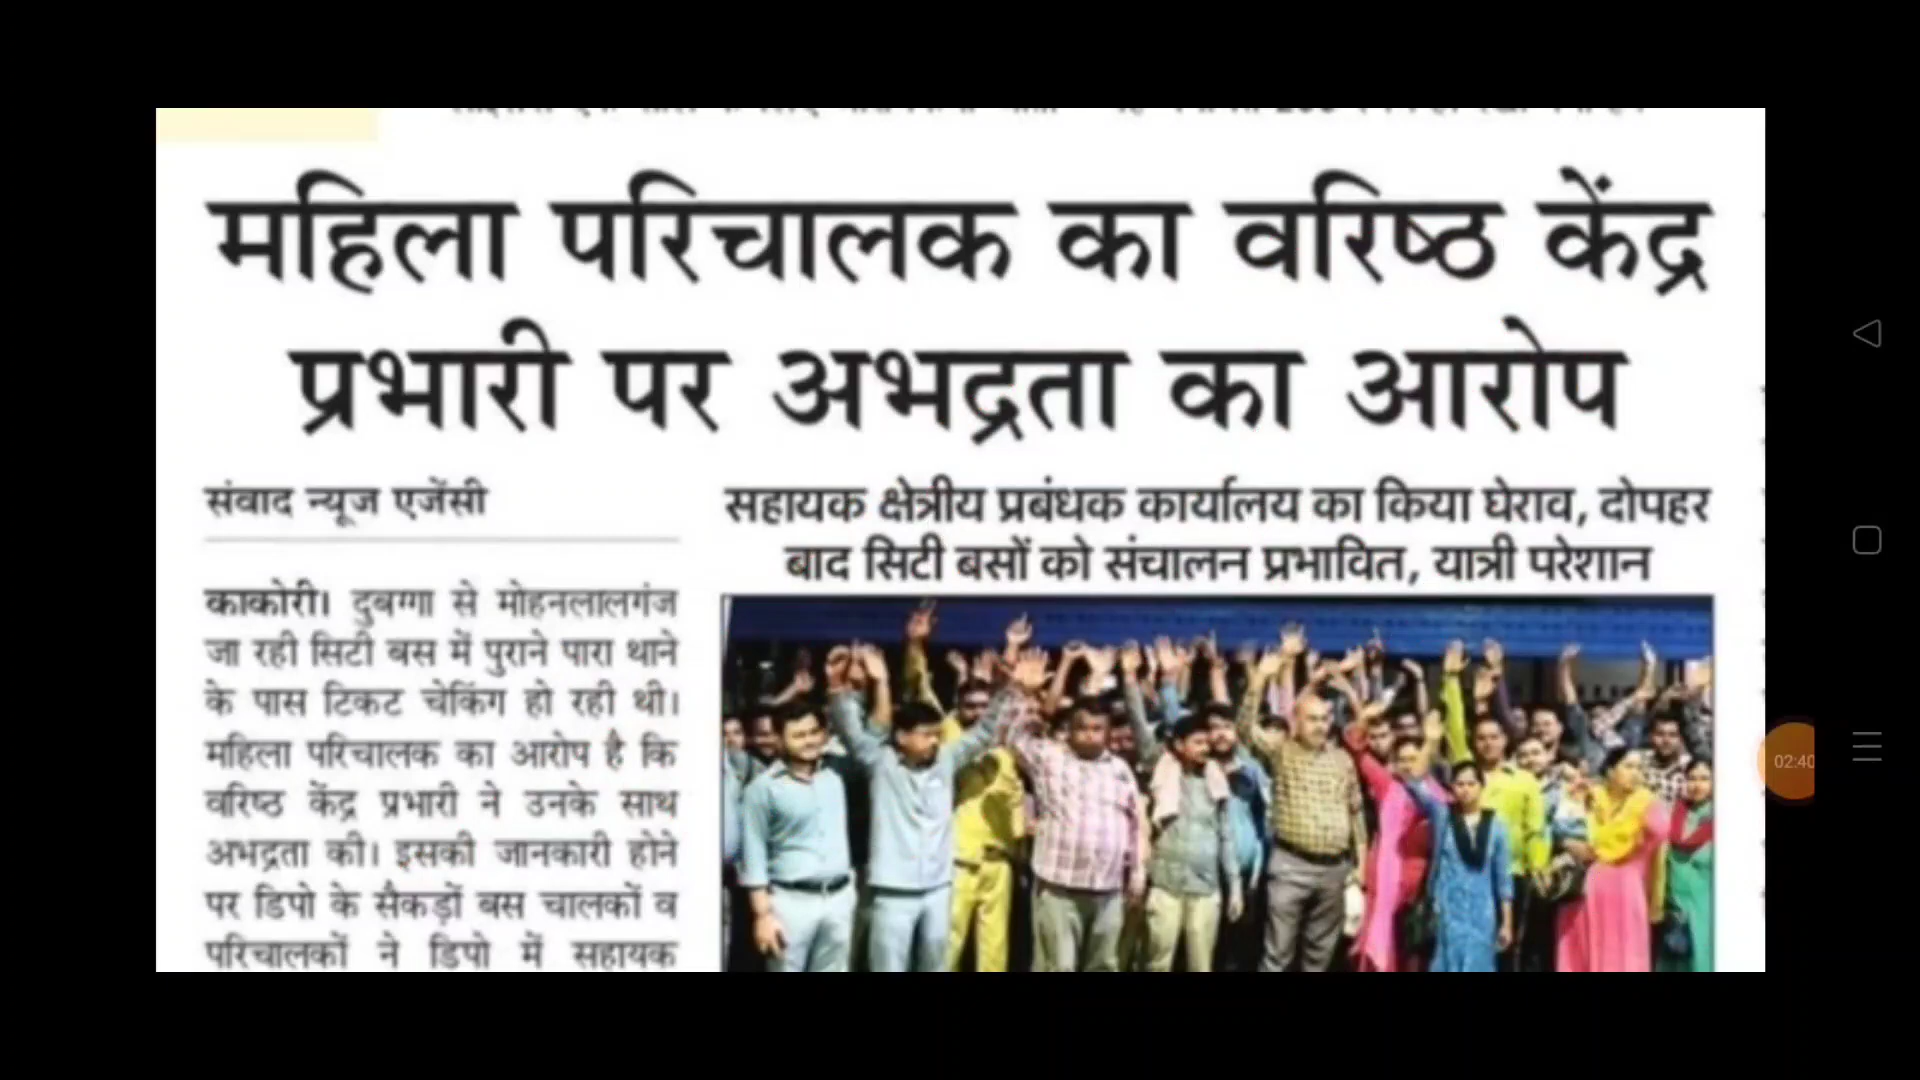 महिला परिचालक का वरिष्ठ केंद्र
प्रभारी पर अभद्रता का आरोप
संवाद न्यूज एजेंसी
सहायक क्षेत्रीय प्रबंधक कार्यालय का किया घेराव, दोपहर
बाद सिटी बसों को संचालन प्रभावित, यात्री परेशान
काकोरी। दुबग्गा से मोहनलालगंज
जा रही सिटी बस में पुराने पारा थाने
के पास टिकट चेकिंग हो रही थी।
महिला परिचालक का आरोप है कि
वरिष्ठ केंद्र प्रभारी ने उनके साथ
अभद्रता की। इसकी जानकारी होने
पर डिपो के सैकड़ों बस चालकों व
परिचालकों ने डिपो में सहायक
02:40